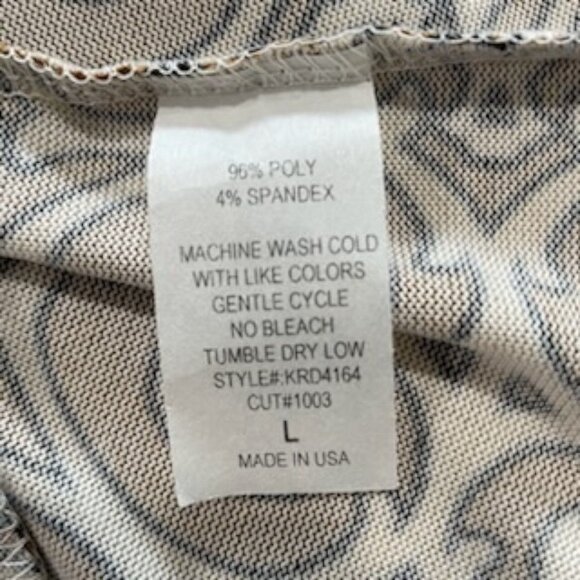 96% POLY
4% SPANDEX
MACHINE WASH COLD
WITH LIKE COLORS
GENTLE CYCLE
NO BLEACH
TUMBLE DRY LOW
STYLE#:KRD4164
CUT#1003
L
MADE IN USA